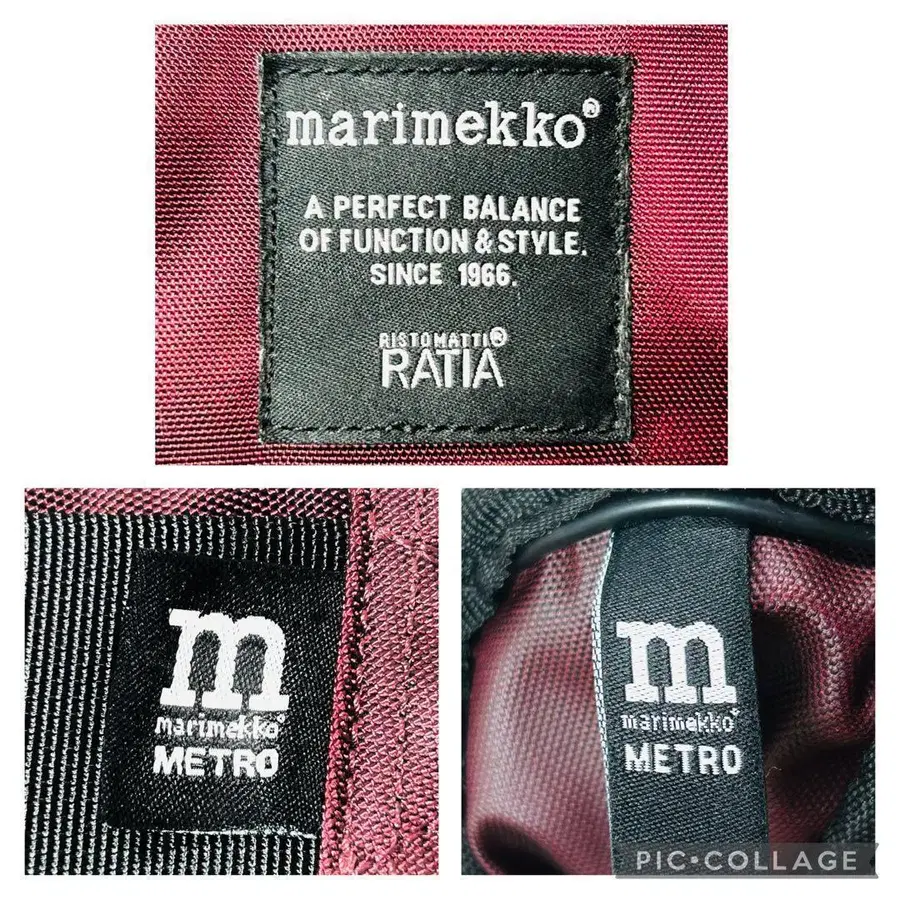 marimekko®
A PERFECT BALANCE
OF FUNCTION & STYLE.
SINCE 1966.
RISTOMATTI®
RATIA
m
marimekko®
METRO
m
marimekko®
METRO
PIC•COLLAGE